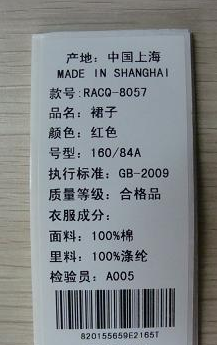 产地：中国上海
MADE IN SHANGHAI
款号：RACQ-8057
品名：裙子
颜色：红色
号型：160/84A
执行标准：GB-2009
质量等级：合格品
衣服成分：
面料：100%棉
里料：100%涤纶
检验员：A005
820155659E2165T